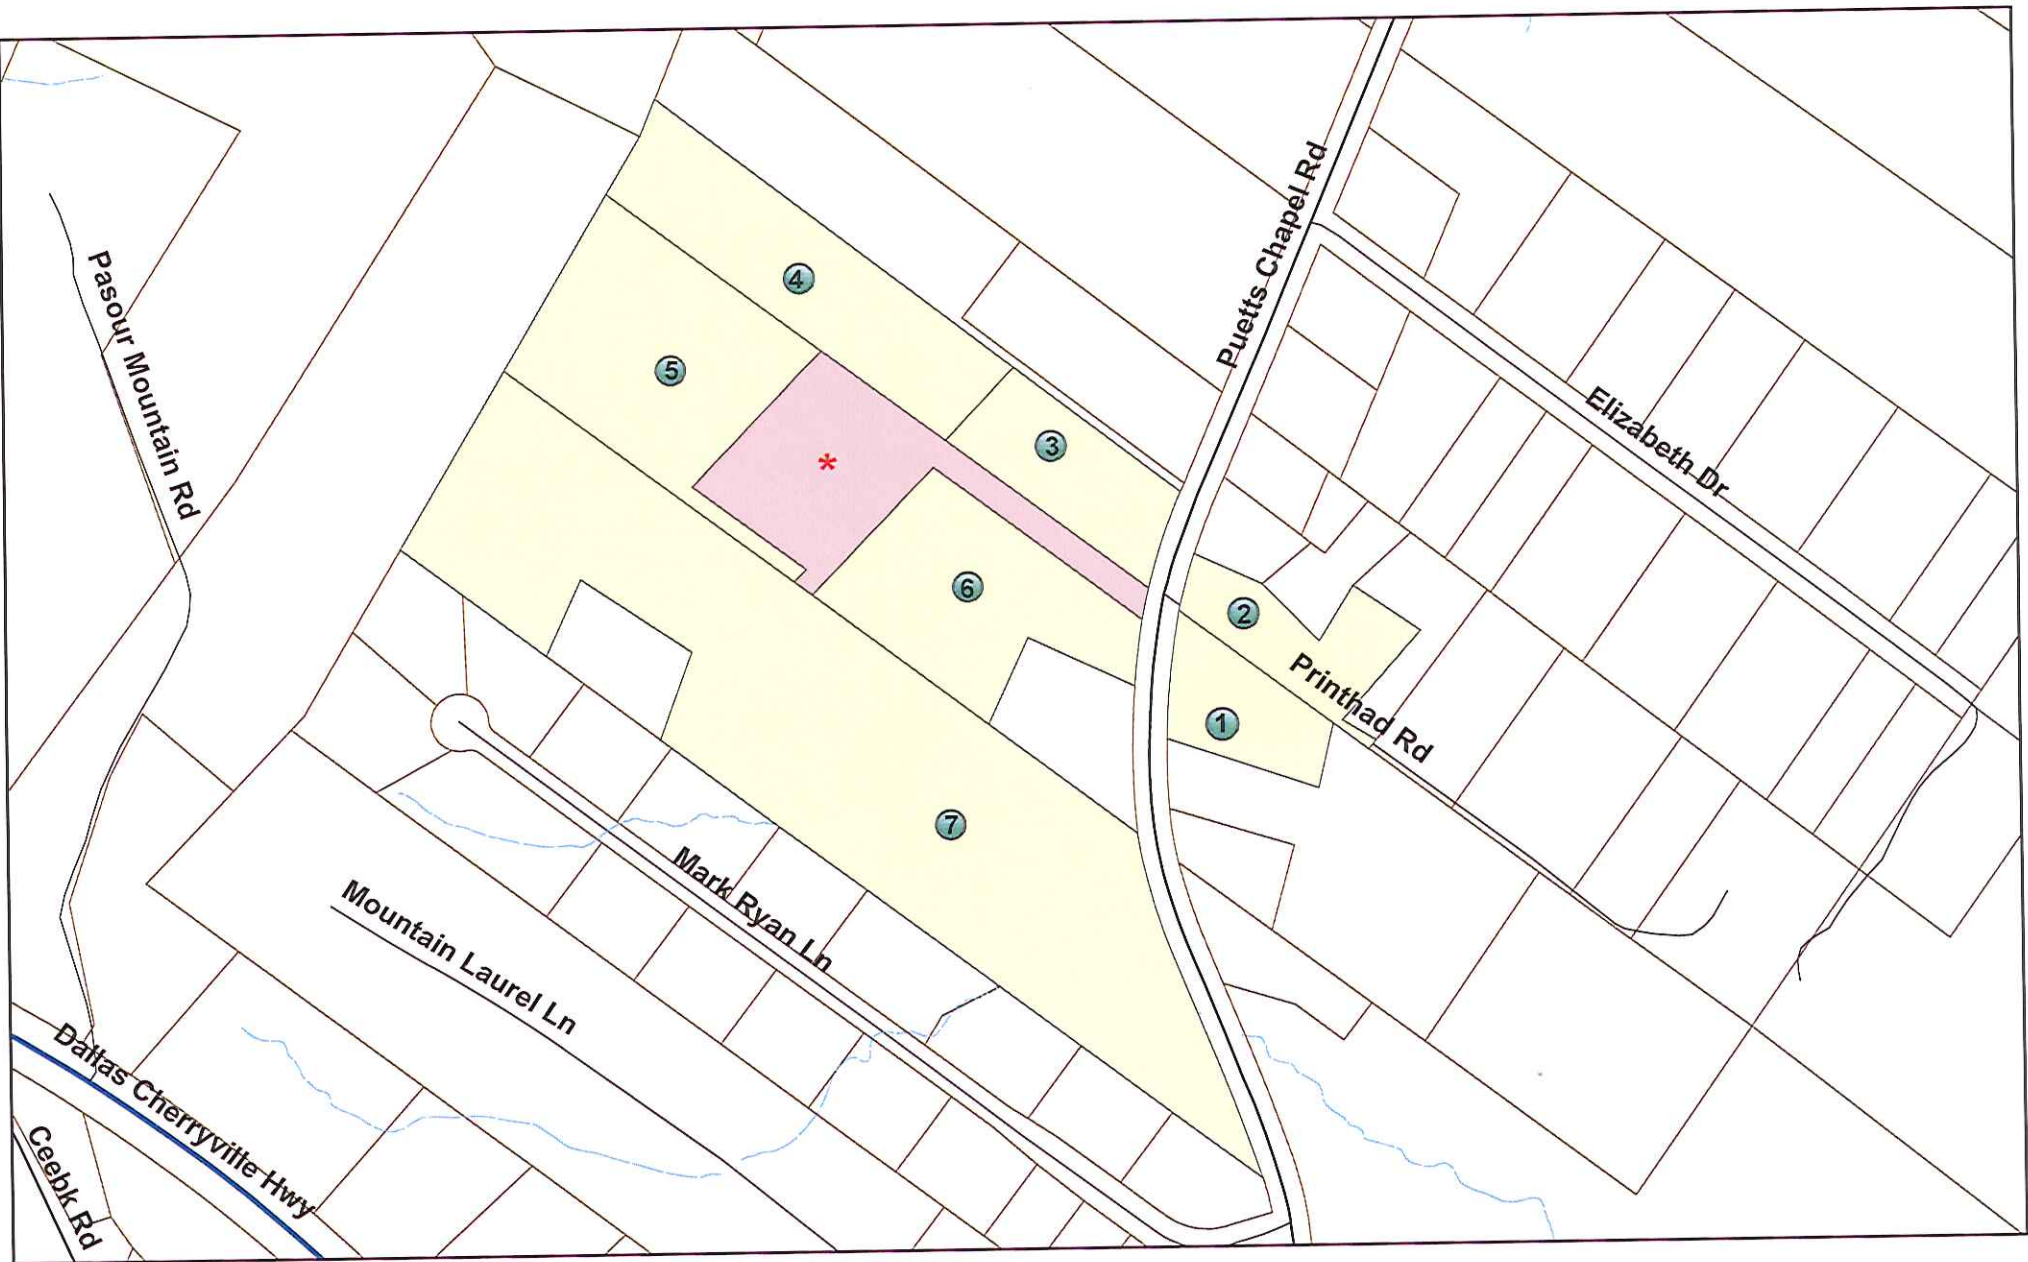 Puetts Chapel Rd
Pasour Mountain Rd
4
5
3
*
Elizabeth Dr
6
2
Printhad Rd
1
7
Mark Ryan Ln
Mountain Laurel Ln
Dallas Cherryville Hwy
Ceebk Rd